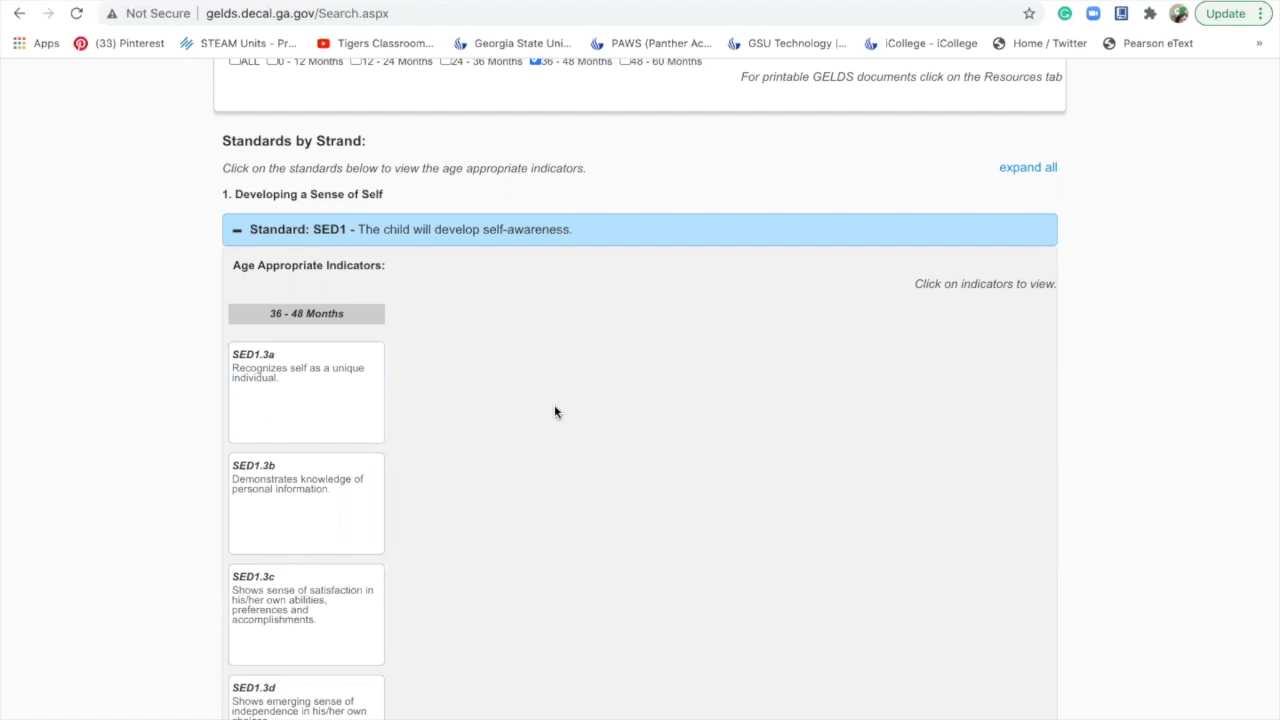 Not Secure | gelds.decal.ga.gov/Search.aspx
Update
Apps
(33) Pinterest
STEAM Units - Pr...
Tigers Classroom...
Georgia State Uni...
PAWS (Panther Ac...
GSU Technology |...
iCollege - iCollege
Home / Twitter
Pearson eText
»
ALL 0 - 12 Months 12 - 24 Months 24 - 36 Months 36 - 48 Months 48 - 60 Months
For printable GELDS documents click on the Resources tab
Standards by Strand:
Click on the standards below to view the age appropriate indicators.
expand all
1. Developing a Sense of Self
Standard: SED1 - The child will develop self-awareness.
Age Appropriate Indicators:
Click on indicators to view.
36 - 48 Months
SED1.3a
Recognizes self as a unique
individual.
SED1.3b
Demonstrates knowledge of
personal information.
SED1.3c
Shows sense of satisfaction in
his/her own abilities,
preferences and
accomplishments.
SED1.3d
Shows emerging sense of
independence in his/her own